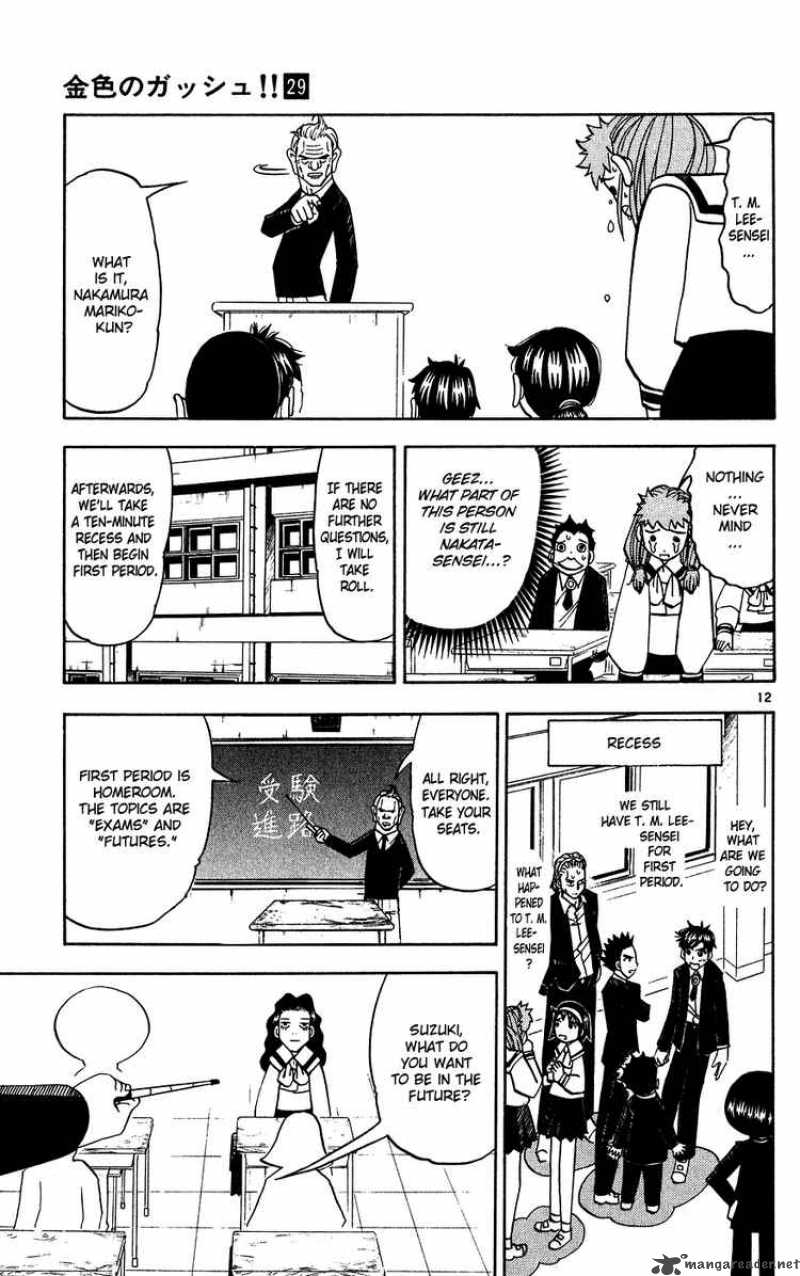 金色のガッシュ!! 29
T. M.
LEE-
SENSEI
...
WHAT
IS IT,
NAKAMURA
MARIKO-
KUN?
NOTHING
...
NEVER
MIND...
GEEZ...
WHAT PART OF
THIS PERSON
IS STILL
NAKATA-
SENSEI...?
IF THERE
ARE NO
FURTHER
QUESTIONS,
I WILL
TAKE
ROLL.
AFTERWARDS,
WE'LL TAKE
A TEN-MINUTE
RECESS AND
THEN BEGIN
FIRST PERIOD.
12
RECESS
HEY,
WHAT
ARE WE
GOING
TO DO?
WE STILL
HAVE T. M. LEE-
SENSEI
FOR
FIRST
PERIOD.
WHAT
HAP-
PENED
TO T. M.
LEE-
SENSEI
?
ALL RIGHT,
EVERYONE.
TAKE YOUR
SEATS.
FIRST PERIOD IS
HOMEROOM.
THE TOPICS ARE
"EXAMS" AND
"FUTURES."
受験
進路
SUZUKI,
WHAT DO
YOU WANT
TO BE IN THE
FUTURE?
mangareader.net